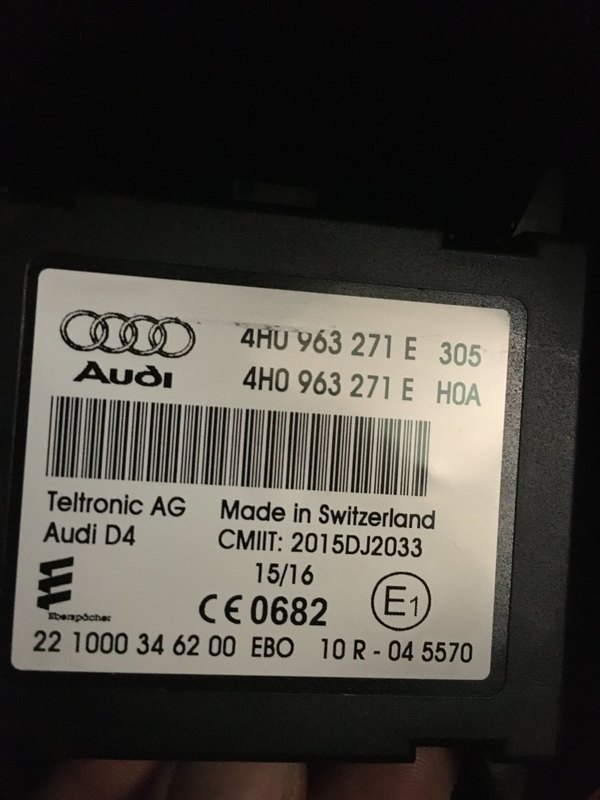 4H0 963 271 E 305
Audi
4H0 963 271 E H0A
Teltronic AG Made in Switzerland
Audi D4 CMIIT: 2015DJ2033
15/16
Eberspächer
CE 0682 E1
22 1000 34 62 00 EBO 10 R - 04 5570